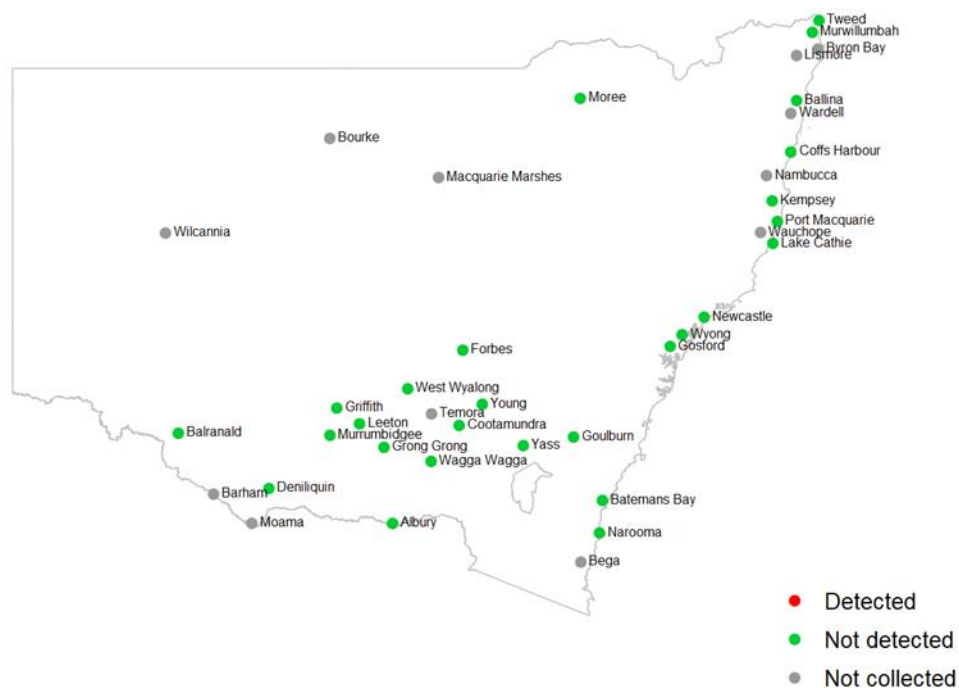 Tweed
Murwillumbah
Byron Bay
Lismore
Moree
Ballina
Wardell
Bourke
Coffs Harbour
Nambucca
Macquarie Marshes
Kempsey
Port Macquarie
Wauchope
Wilcannia
Lake Cathie
Newcastle
Wyong
Gosford
Forbes
West Wyalong
Young
Griffith
Temora
Leeton
Cootamundra
Balranald
Murrumbidgee
Goulburn
Grong Grong
Yass
Wagga Wagga
Deniliquin
Barham
Batemans Bay
Moama
Albury
Narooma
Bega
Detected
Not detected
Not collected